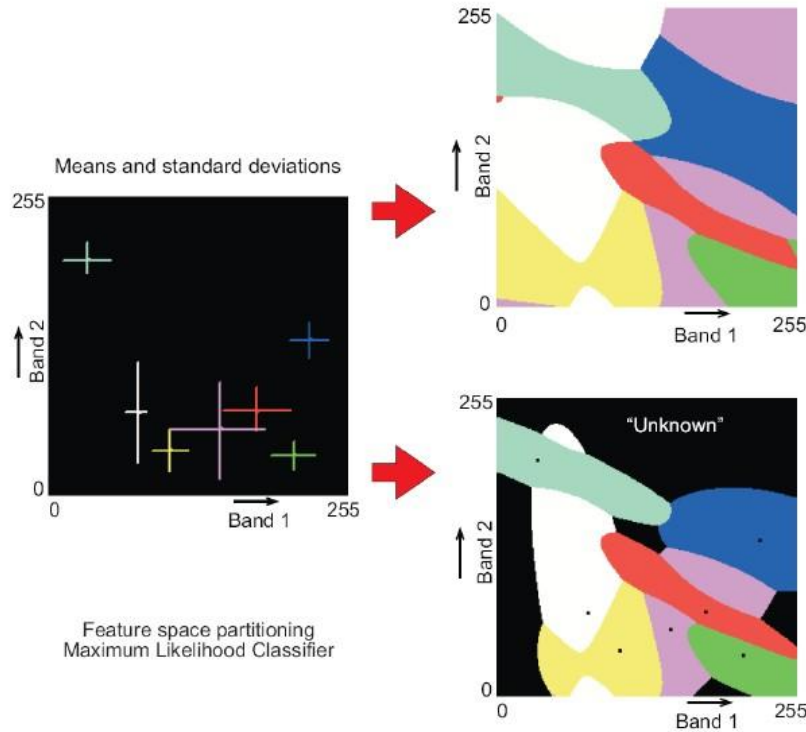 Means and standard deviations
255
Band 2
0
0
255
Band 1
Feature space partitioning
Maximum Likelihood Classifier
255
Band 2
0
0
255
Band 1
255
"Unknown"
Band 2
0
0
255
Band 1